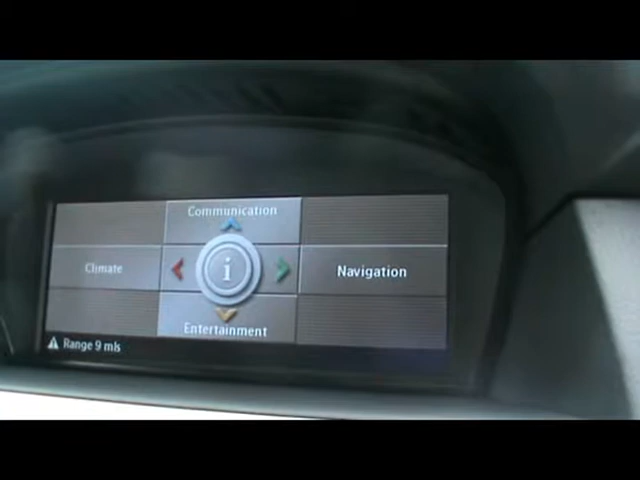 Communication
Climate
i
Navigation
Entertainment
Range 9 mls